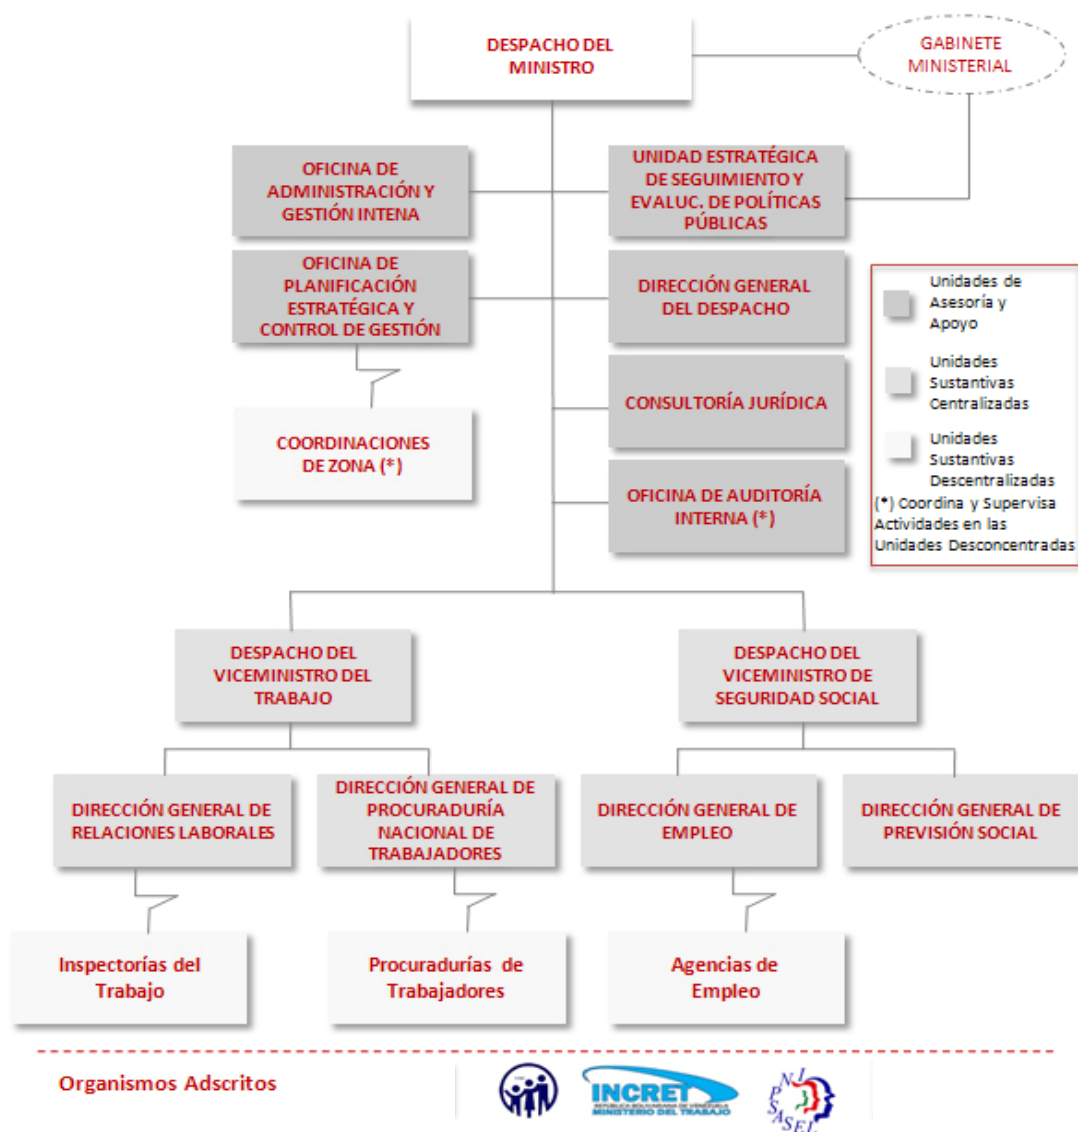 DESPACHO DEL
MINISTRO
GABINETE
MINISTERIAL
OFICINA DE
ADMINISTRACIÓN Y
GESTIÓN INTENA
UNIDAD ESTRATÉGICA
DE SEGUIMIENTO Y
EVALUC. DE POLÍTICAS
PÚBLICAS
OFICINA DE
PLANIFICACIÓN
ESTRATÉGICA Y
CONTROL DE GESTIÓN
DIRECCIÓN GENERAL
DEL DESPACHO
Unidades de
Asesoría y
Apoyo
Unidades
Sustantivas
Centralizadas
Unidades
Sustantivas
Descentralizadas
(*) Coordina y Supervisa
Actividades en las
Unidades Desconcentradas
CONSULTORÍA JURÍDICA
COORDINACIONES
DE ZONA (*)
OFICINA DE AUDITORÍA
INTERNA (*)
DESPACHO DEL
VICEMINISTRO DEL
TRABAJO
DESPACHO DEL
VICEMINISTRO DE
SEGURIDAD SOCIAL
DIRECCIÓN GENERAL DE
RELACIONES LABORALES
DIRECCIÓN GENERAL DE
PROCURADURÍA
NACIONAL DE
TRABAJADORES
DIRECCIÓN GENERAL DE
EMPLEO
DIRECCIÓN GENERAL DE
PREVISIÓN SOCIAL
Inspectorías del
Trabajo
Procuradurías de
Trabajadores
Agencias de
Empleo
Organismos Adscritos
INCRET
REPÚBLICA BOLIVARIANA DE VENEZUELA
MINISTERIO DEL TRABAJO
INPSASEL